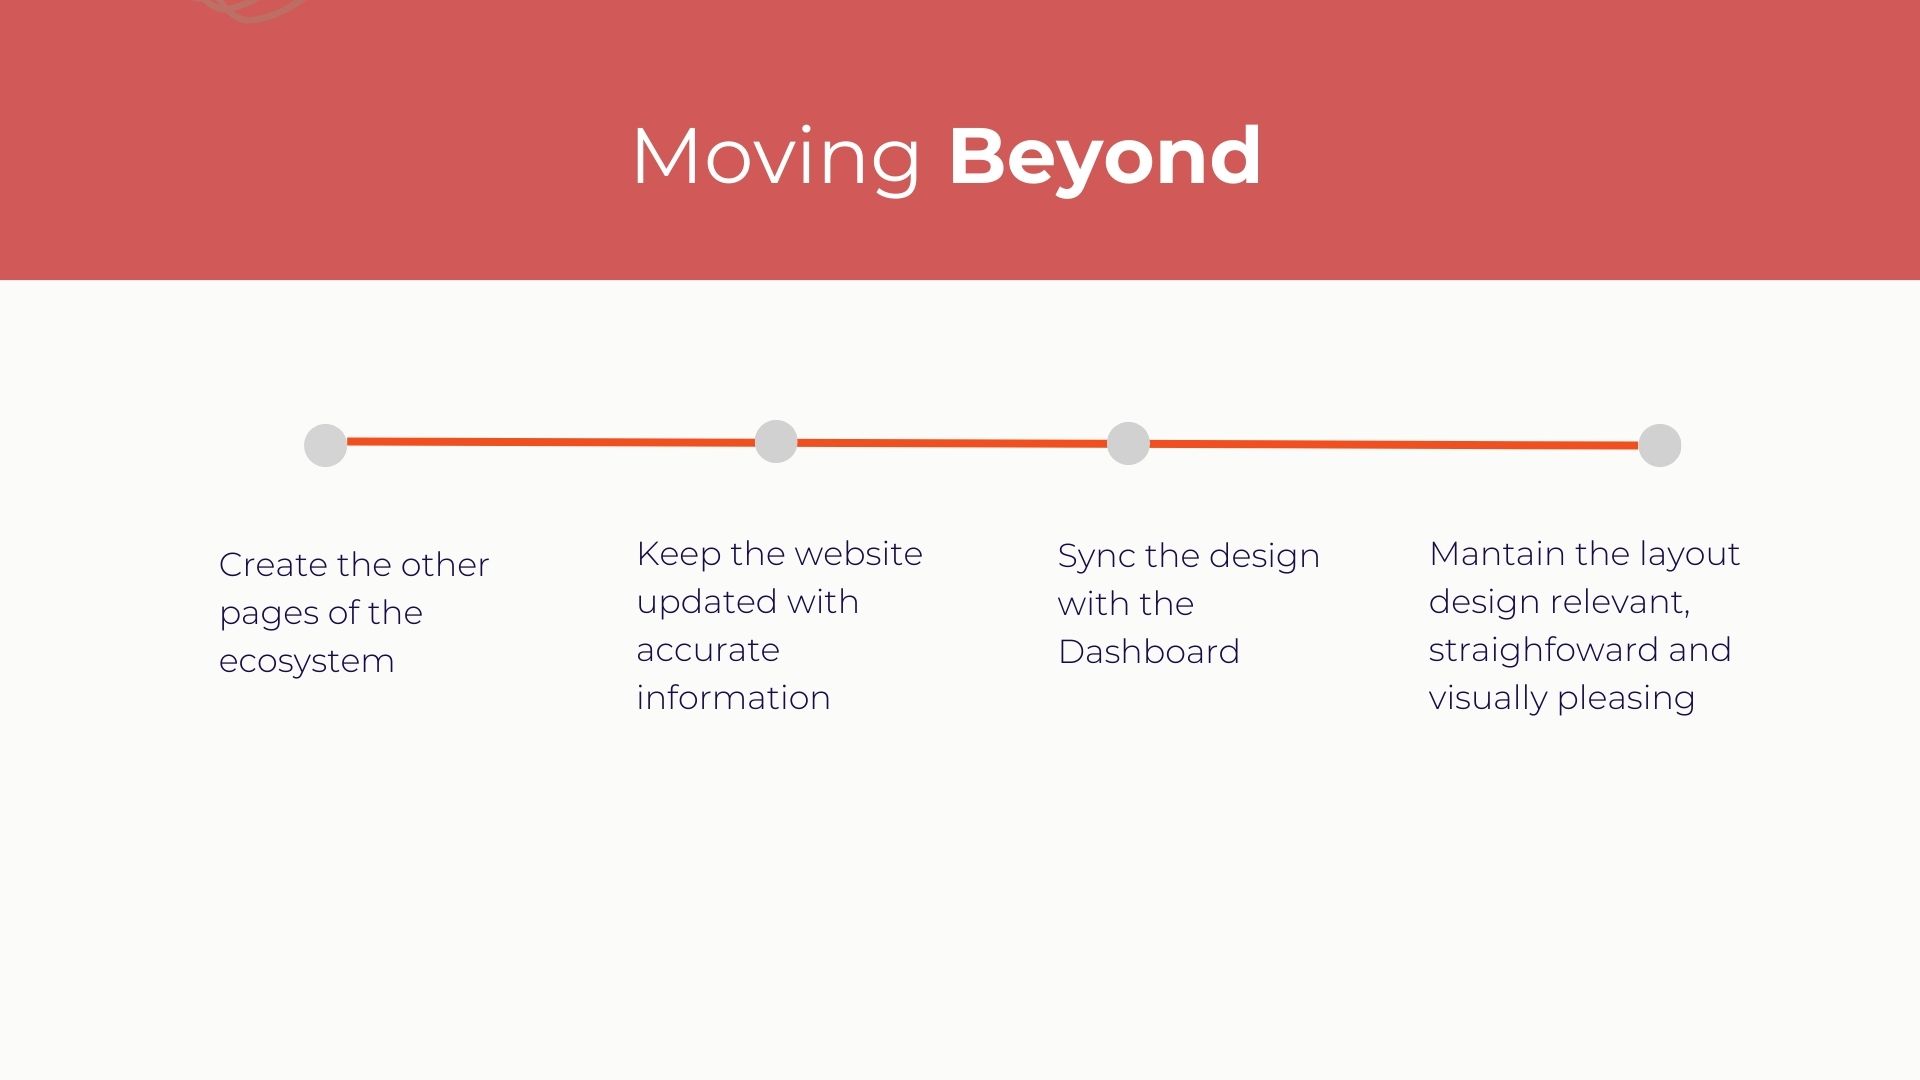 Moving Beyond
Create the other
pages of the
ecosystem
Keep the website
updated with
accurate
information
Sync the design
with the
Dashboard
Mantain the layout
design relevant,
straighfoward and
visually pleasing